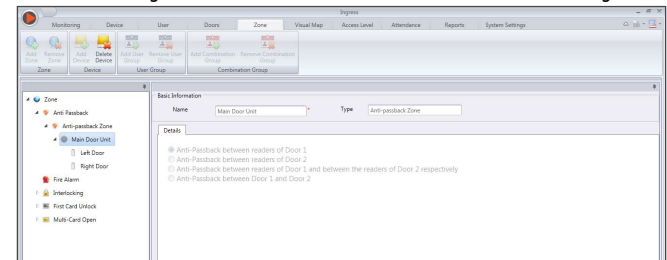 Ingress
Monitoring Device User Doors Zone Visual Map Access Level Attendance Reports System Settings
Add Zone Remove Zone Add Device Delete Device Add User Group Remove User Group Add Combination Group Remove Combination Group
Zone Device User Group Combination Group
Zone
Anti Passback
Anti-passback Zone
Main Door Unit
Left Door
Right Door
Fire Alarm
Interlocking
First Card Unlock
Multi-Card Open
Basic Information
Name Main Door Unit * Type Anti-passback Zone
Details
Anti-Passback between readers of Door 1
Anti-Passback between readers of Door 2
Anti-Passback between readers of Door 1 and between the readers of Door 2 respectively
Anti-Passback between Door 1 and Door 2